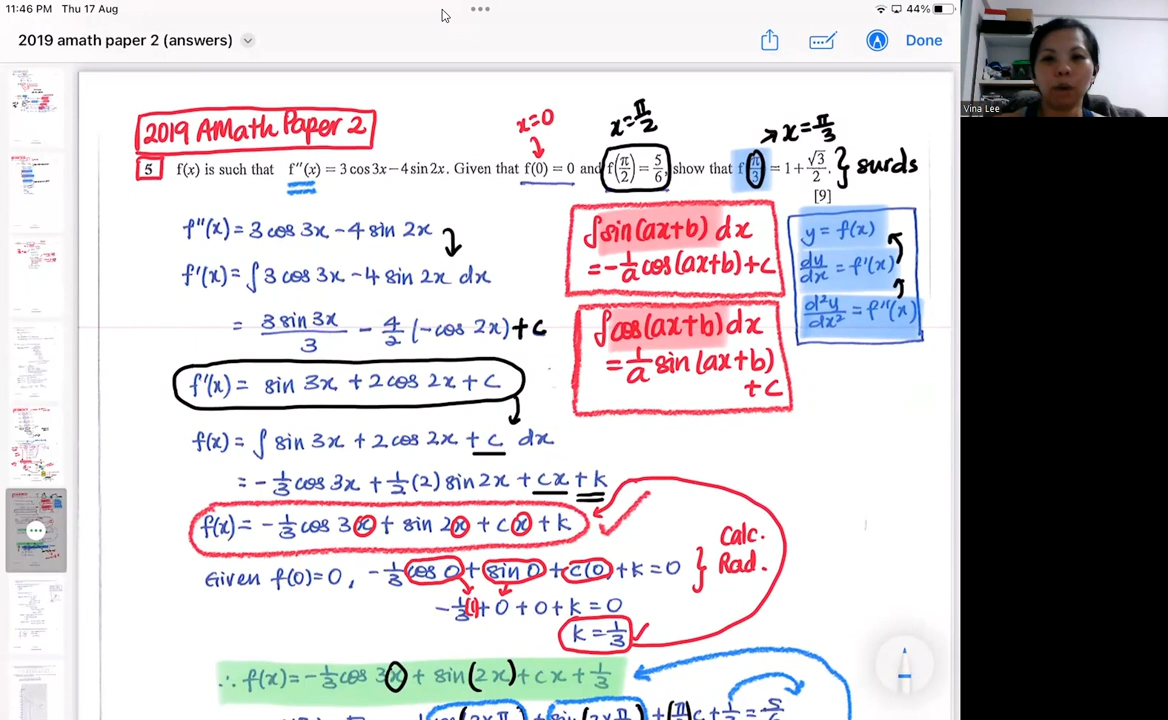 11:46 PM Thu 17 Aug
44%
2019 amath paper 2 (answers)
Done
Vina Lee
2019 AMath Paper 2
x=0
x=π/2
→ x=π/3
5 f(x) is such that f''(x) = 3 cos 3x − 4 sin 2x. Given that f(0) = 0 and f(π/2) = 5/6, show that f(π/3) = 1 + √3/2. } surds
[9]
f''(x) = 3 cos 3x − 4 sin 2x
f'(x) = ∫ 3 cos 3x − 4 sin 2x dx
= 3 sin 3x / 3 − 4/2 (−cos 2x) + c
f'(x) = sin 3x + 2 cos 2x + c
f(x) = ∫ sin 3x + 2 cos 2x + c dx
= −1/3 cos 3x + 1/2 (2) sin 2x + cx + k
f(x) = −1/3 cos 3x + sin 2x + cx + k
Given f(0)=0, −1/3 cos 0 + sin 0 + c(0) + k = 0
−1/3(1) + 0 + 0 + k = 0
k = 1/3
∴ f(x) = −1/3 cos 3x + sin(2x) + cx + 1/3
∫ sin(ax+b) dx
= −1/a cos(ax+b) + c
∫ cos(ax+b) dx
= 1/a sin(ax+b)
+ c
y = f(x)
dy/dx = f'(x)
d²y/dx² = f''(x)
} Calc.
Rad.